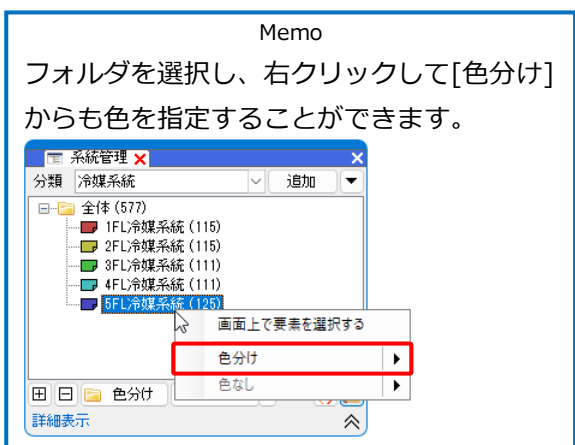 Memo
フォルダを選択し、右クリックして[色分け]
からも色を指定することができます。
系統管理
分類 冷媒系統 追加
全体 (577)
1FL冷媒系統 (115)
2FL冷媒系統 (115)
3FL冷媒系統 (111)
4FL冷媒系統 (111)
5FL冷媒系統 (125)
画面上で要素を選択する
色分け
色なし
色分け
詳細表示